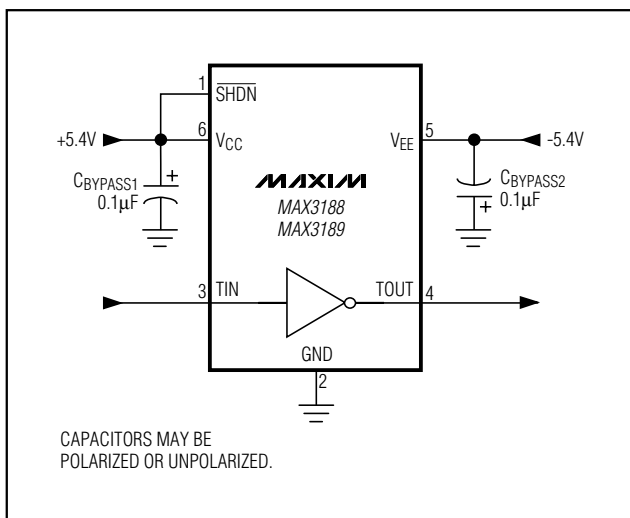 1
SHDN
+5.4V
6
VCC
VEE
5
-5.4V
CBYPASS1
+
0.1µF
MAXIM
MAX3188
MAX3189
CBYPASS2
0.1µF
+
3
TIN
TOUT
4
GND
2
CAPACITORS MAY BE
POLARIZED OR UNPOLARIZED.